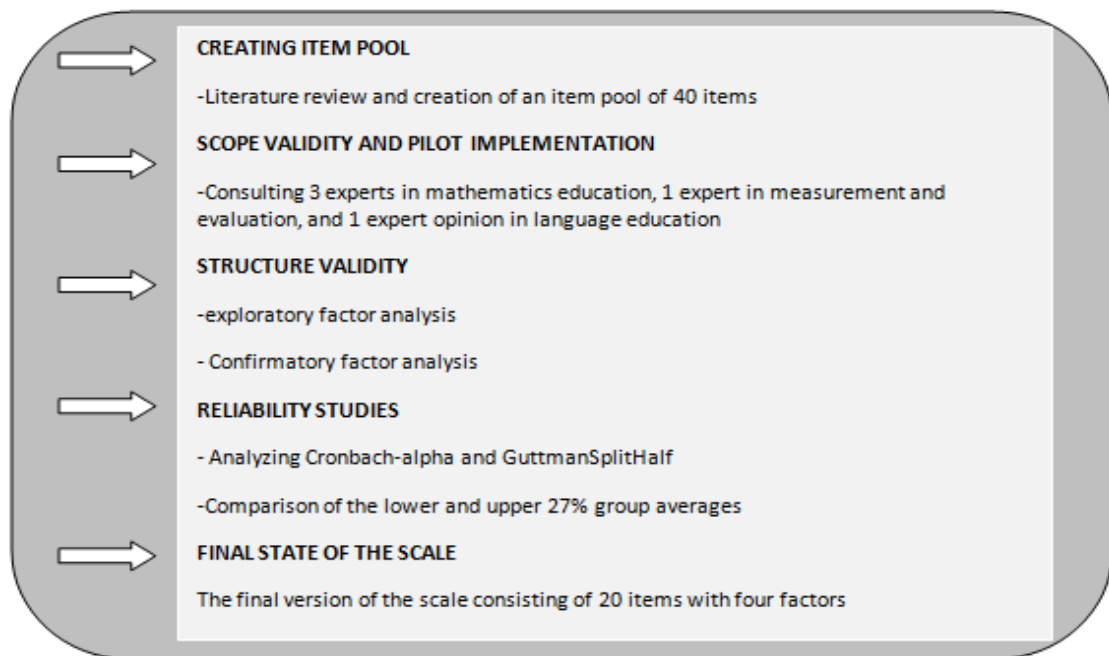 CREATING ITEM POOL
-Literature review and creation of an item pool of 40 items
SCOPE VALIDITY AND PILOT IMPLEMENTATION
-Consulting 3 experts in mathematics education, 1 expert in measurement and
evaluation, and 1 expert opinion in language education
STRUCTURE VALIDITY
-exploratory factor analysis
- Confirmatory factor analysis
RELIABILITY STUDIES
- Analyzing Cronbach-alpha and GuttmanSplitHalf
-Comparison of the lower and upper 27% group averages
FINAL STATE OF THE SCALE
The final version of the scale consisting of 20 items with four factors